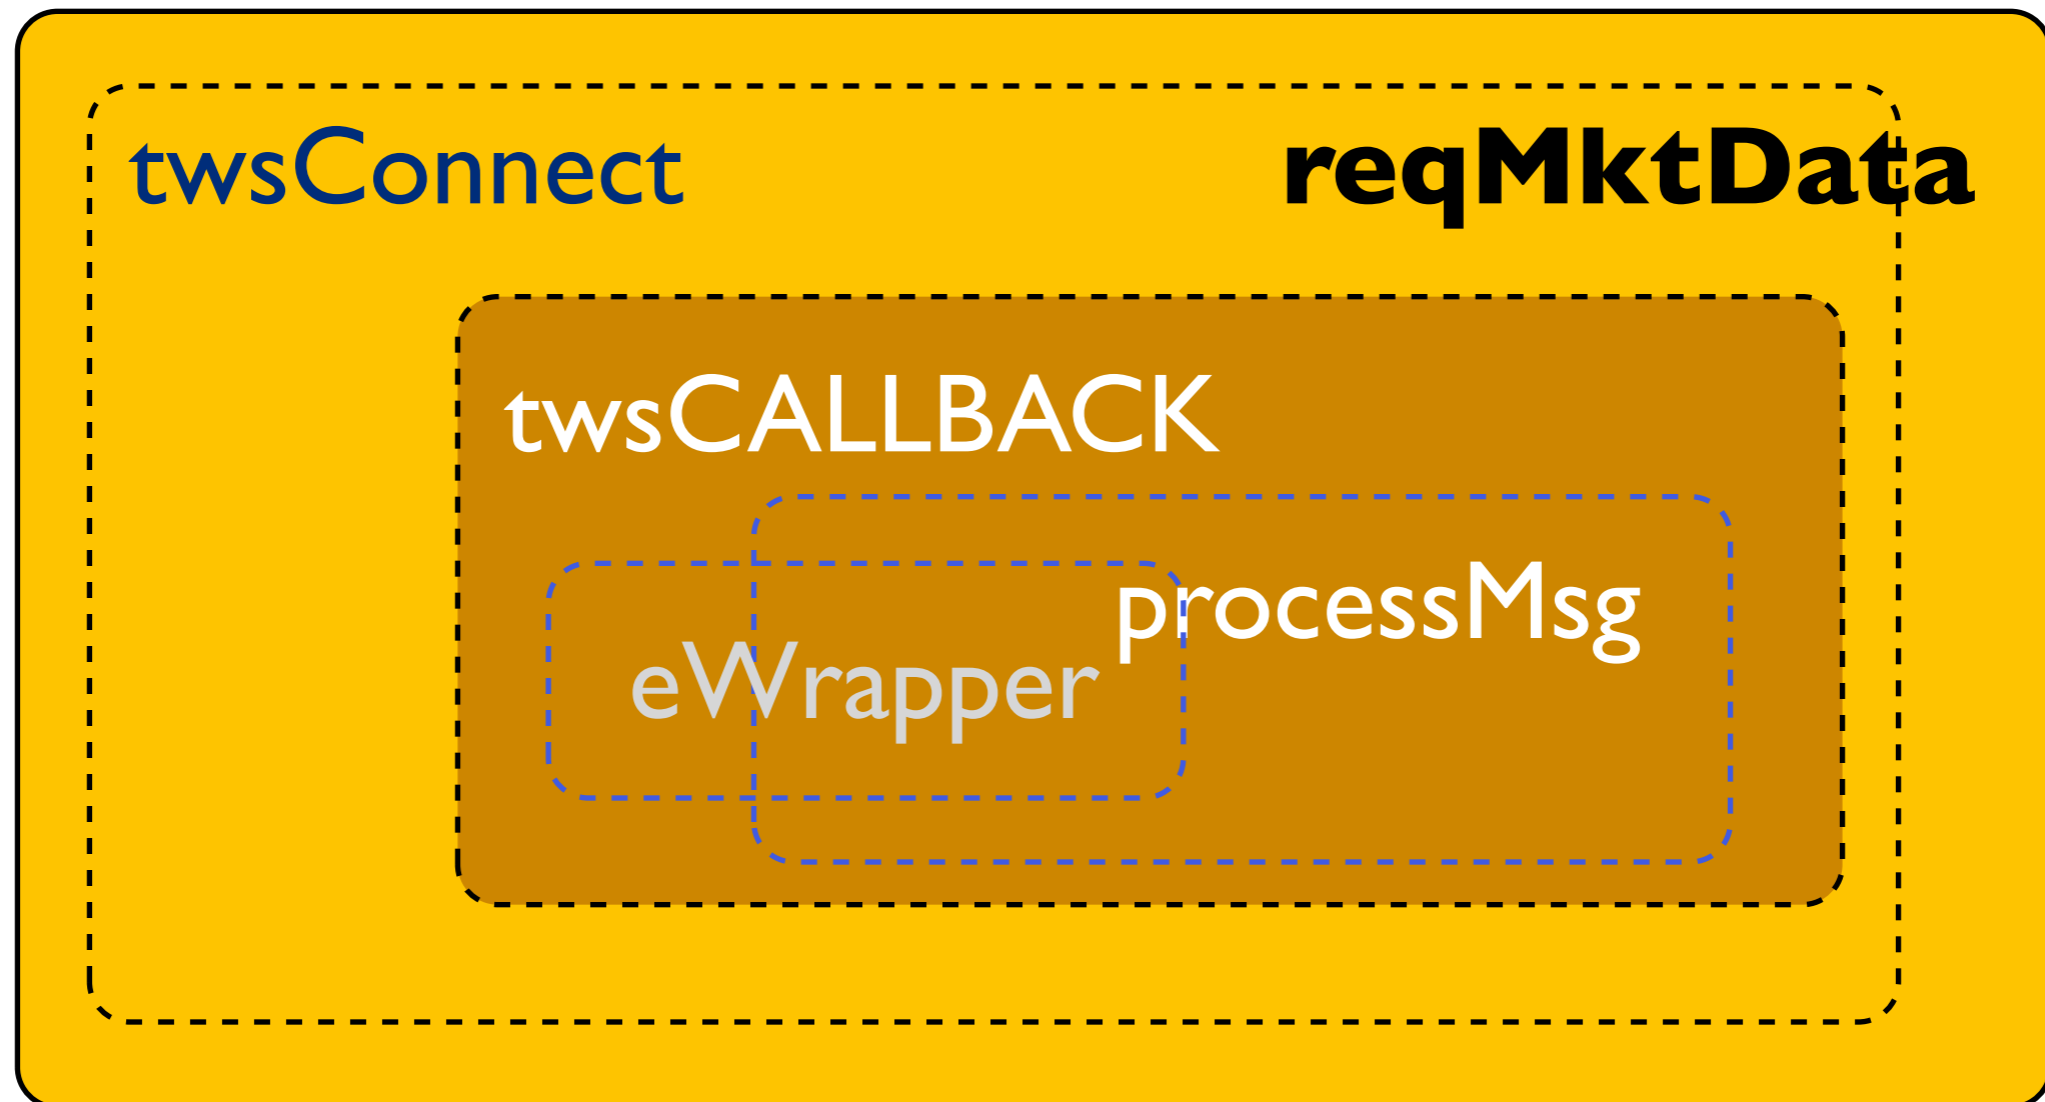 twsConnect
reqMktData
twsCALLBACK
processMsg
eWrapper